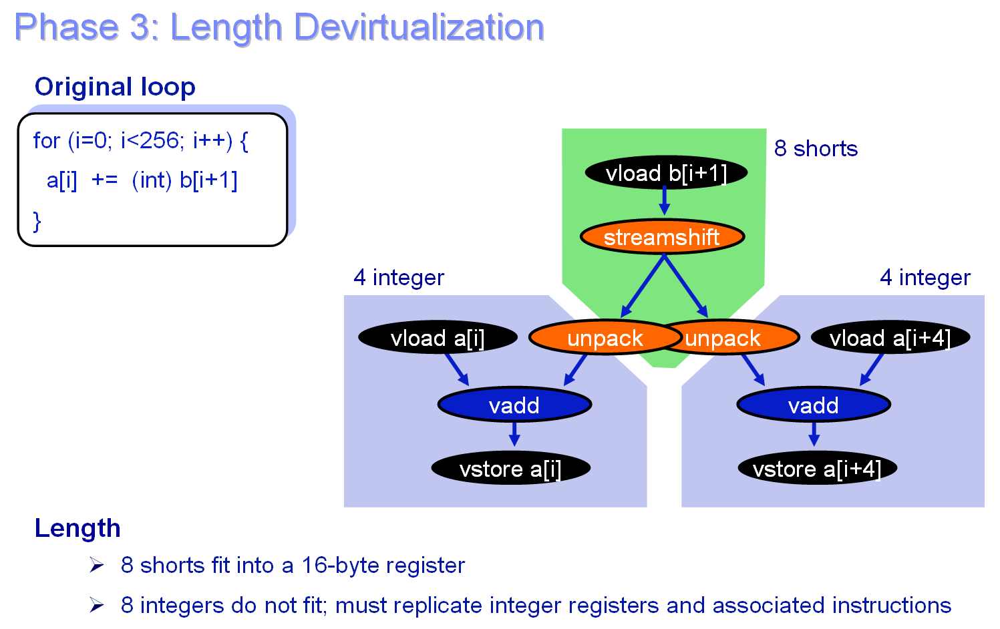 Phase 3: Length Devirtualization
Original loop
for (i=0; i<256; i++) {
a[i] += (int) b[i+1]
}
8 shorts
vload b[i+1]
streamshift
4 integer
4 integer
vload a[i]
unpack
unpack
vload a[i+4]
vadd
vadd
vstore a[i]
vstore a[i+4]
Length
8 shorts fit into a 16-byte register
8 integers do not fit; must replicate integer registers and associated instructions